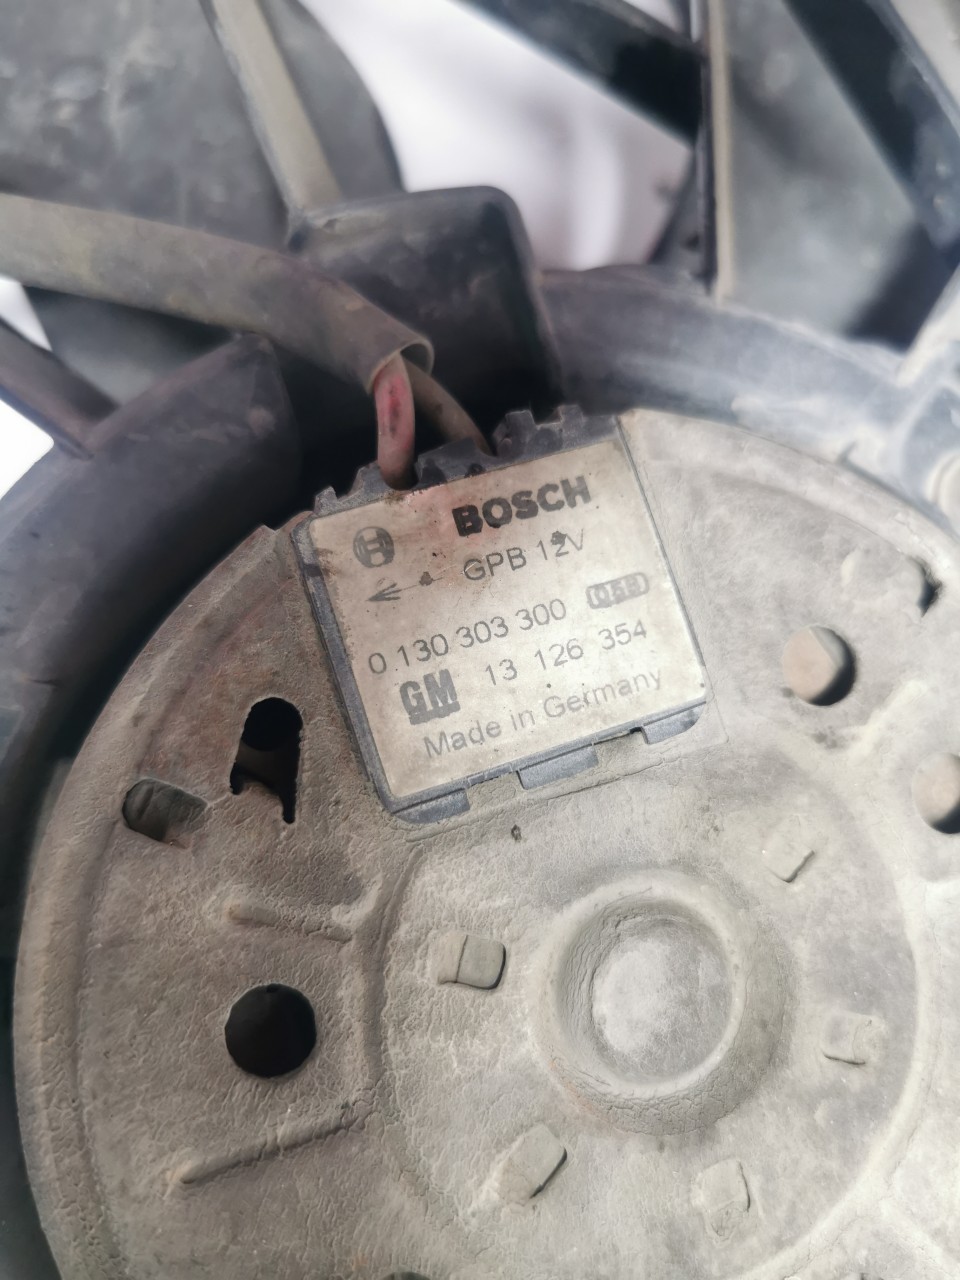 BOSCH
GPB 12V
0 130 303 300
GM 13 126 354
Made in Germany